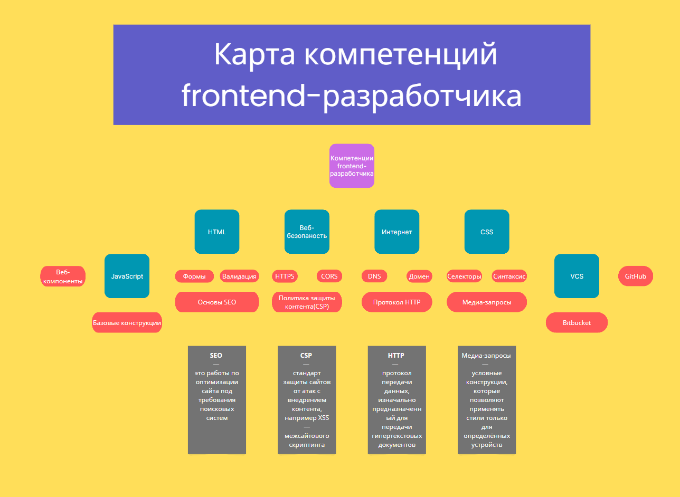 Карта компетенций
frontend-разработчика
Компетенции
frontend-
разработчика
HTML
Веб-
безопаность
Интернет
CSS
Веб-
компоненты
JavaScript
Формы
Валидация
HTTPS
CORS
DNS
Домен
Селекторы
Синтаксис
VCS
GitHub
Основы SEO
Политика защиты
контента(CSP)
Протокол HTTP
Медиа-запросы
Базовые конструкции
Bitbucket
SEO
—
это работы по
оптимизации
сайта под
требования
поисковых
систем
CSP
—
стандарт
защиты сайтов
от атак с
внедрением
контента,
например XSS
—
межсайтового
скриптинга
HTTP
—
протокол
передачи
данных,
изначально
предназначенн
ый для
передачи
гипертекстовых
документов
Медиа-запросы
—
условные
конструкции,
которые
позволяют
применять
стили только
для
определенных
устройств